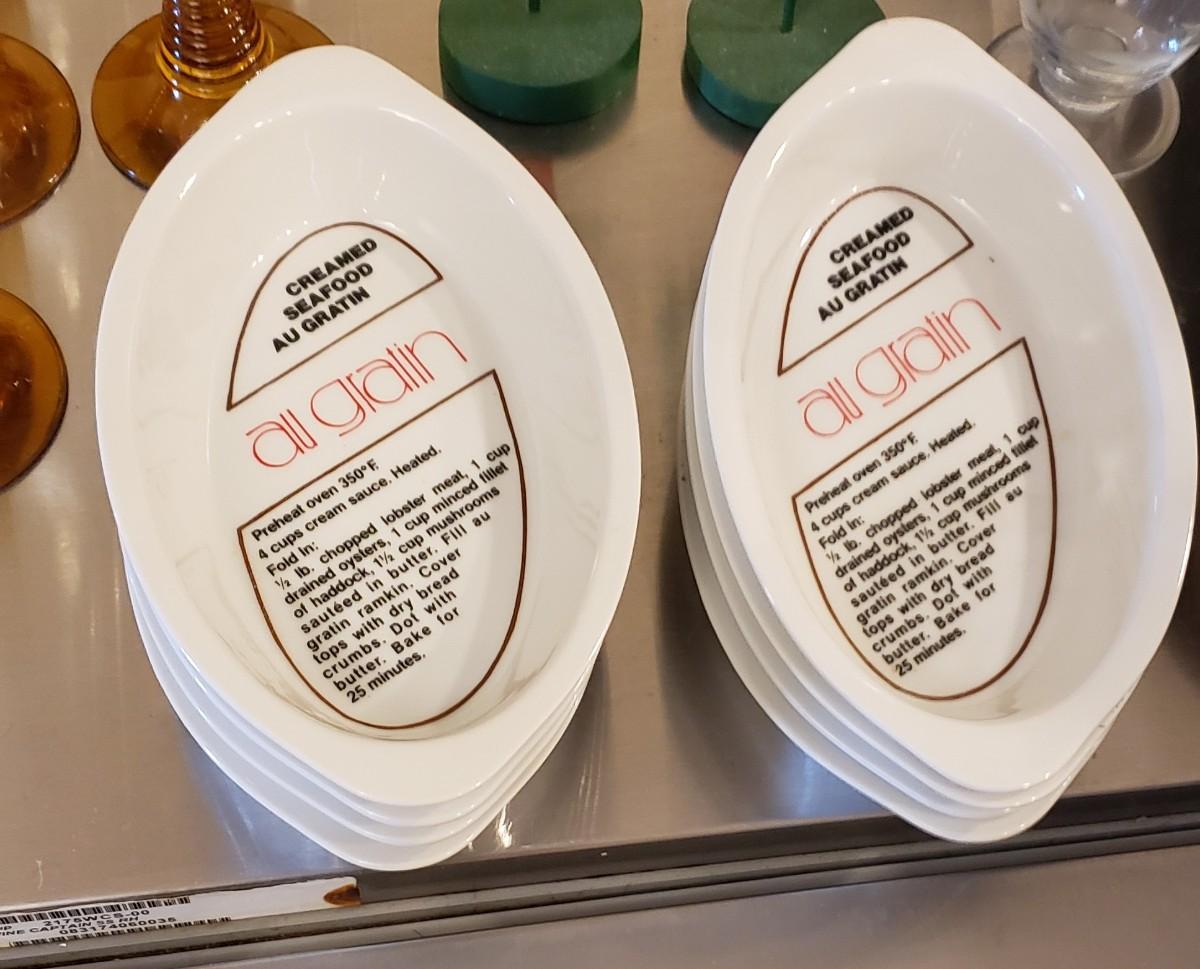 CREAMED
SEAFOOD
AU GRATIN
au gratin
Preheat oven 350°F.
4 cups cream sauce. Heated.
Fold in:
½ lb. chopped lobster meat, 1 cup
drained oysters, 1 cup minced fillet
of haddock, 1½ cup mushrooms
sautéed in butter. Fill au
gratin ramkin. Cover
tops with dry bread
crumbs. Dot with
butter. Bake for
25 minutes.
CREAMED
SEAFOOD
AU GRATIN
au gratin
Preheat oven 350°F.
4 cups cream sauce. Heated.
Fold in:
½ lb. chopped lobster meat, 1 cup
drained oysters, 1 cup minced fillet
of haddock, 1½ cup mushrooms
sautéed in butter. Fill au
gratin ramkin. Cover
tops with dry bread
crumbs. Dot with
butter. Bake for
25 minutes.
2175WCS-00
CAPTAIN SS RH